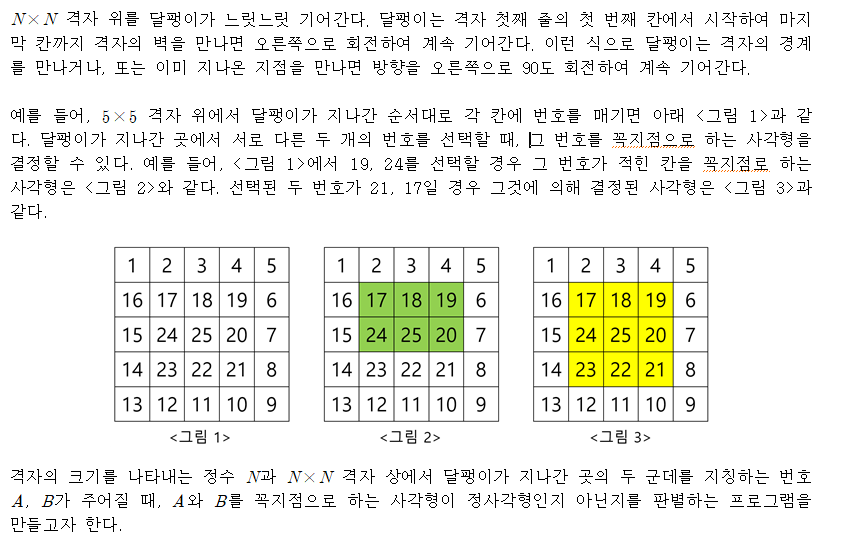 N×N 격자 위를 달팽이가 느릿느릿 기어간다. 달팽이는 격자 첫째 줄의 첫 번째 칸에서 시작하여 마지
막 칸까지 격자의 벽을 만나면 오른쪽으로 회전하여 계속 기어간다. 이런 식으로 달팽이는 격자의 경계
를 만나거나, 또는 이미 지나온 지점을 만나면 방향을 오른쪽으로 90도 회전하여 계속 기어간다.
예를 들어, 5×5 격자 위에서 달팽이가 지나간 순서대로 각 칸에 번호를 매기면 아래 <그림 1>과 같
다. 달팽이가 지나간 곳에서 서로 다른 두 개의 번호를 선택할 때, 그 번호를 꼭지점으로 하는 사각형을
결정할 수 있다. 예를 들어, <그림 1>에서 19, 24를 선택할 경우 그 번호가 적힌 칸을 꼭지점로 하는
사각형은 <그림 2>와 같다. 선택된 두 번호가 21, 17일 경우 그것에 의해 결정된 사각형은 <그림 3>과
같다.
1 2 3 4 5
16 17 18 19 6
15 24 25 20 7
14 23 22 21 8
13 12 11 10 9
<그림 1>
1 2 3 4 5
16 17 18 19 6
15 24 25 20 7
14 23 22 21 8
13 12 11 10 9
<그림 2>
1 2 3 4 5
16 17 18 19 6
15 24 25 20 7
14 23 22 21 8
13 12 11 10 9
<그림 3>
격자의 크기를 나타내는 정수 N과 N×N 격자 상에서 달팽이가 지나간 곳의 두 군데를 지칭하는 번호
A, B가 주어질 때, A와 B를 꼭지점으로 하는 사각형이 정사각형인지 아닌지를 판별하는 프로그램을
만들고자 한다.